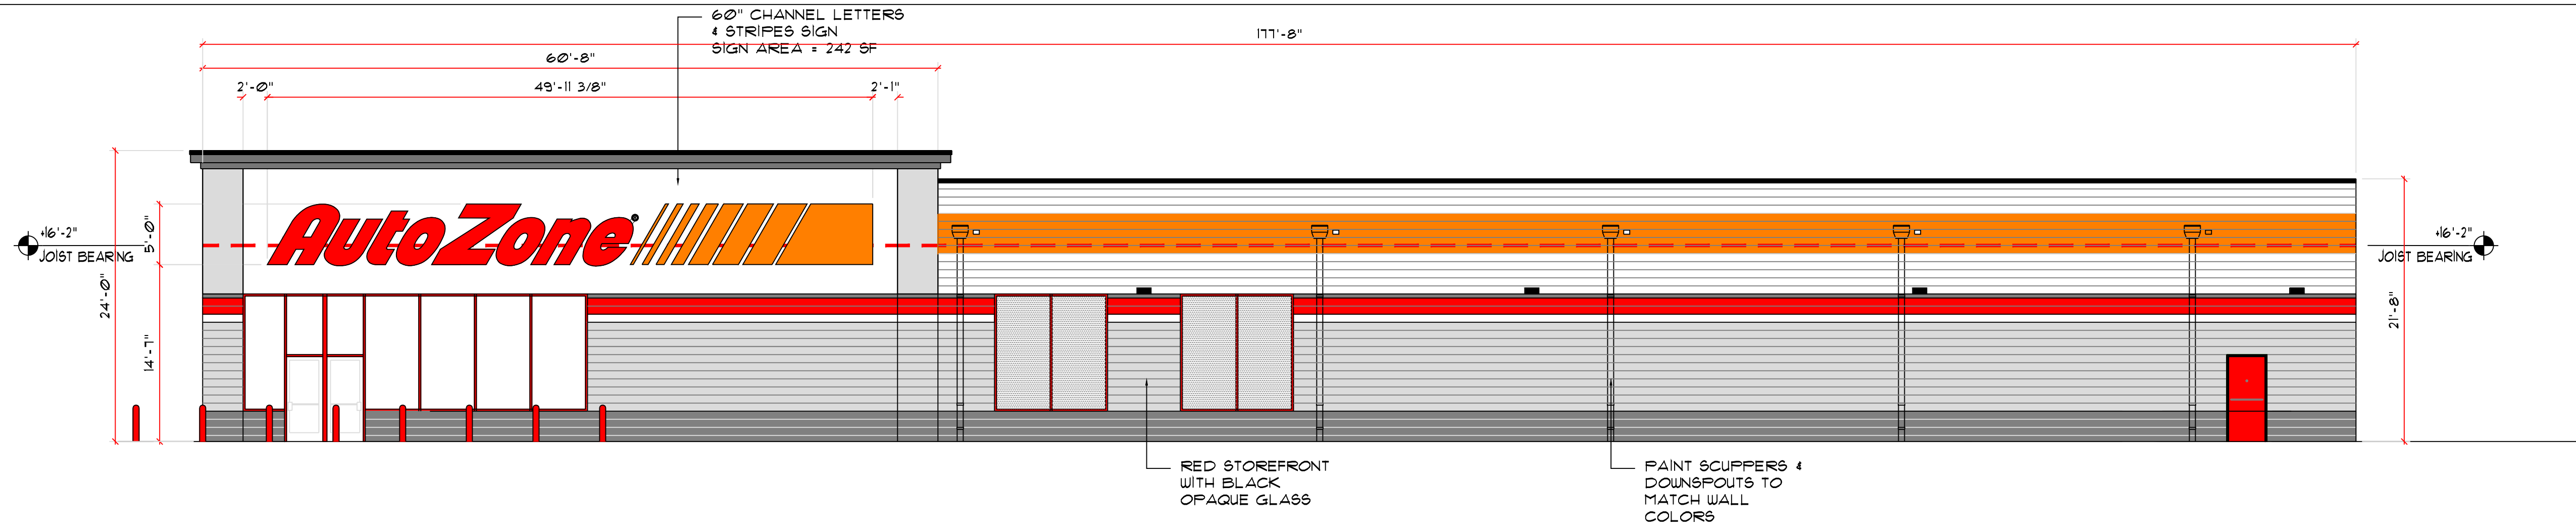 60" CHANNEL LETTERS
& STRIPES SIGN
SIGN AREA = 242 SF
177'-8"
60'-8"
2'-0"
49'-11 3/8"
2'-1"
AutoZone®
+16'-2"
JOIST BEARING
5'-0"
24'-0"
14'-7"
+16'-2"
JOIST BEARING
21'-8"
RED STOREFRONT
WITH BLACK
OPAQUE GLASS
PAINT SCUPPERS &
DOWNSPOUTS TO
MATCH WALL
COLORS